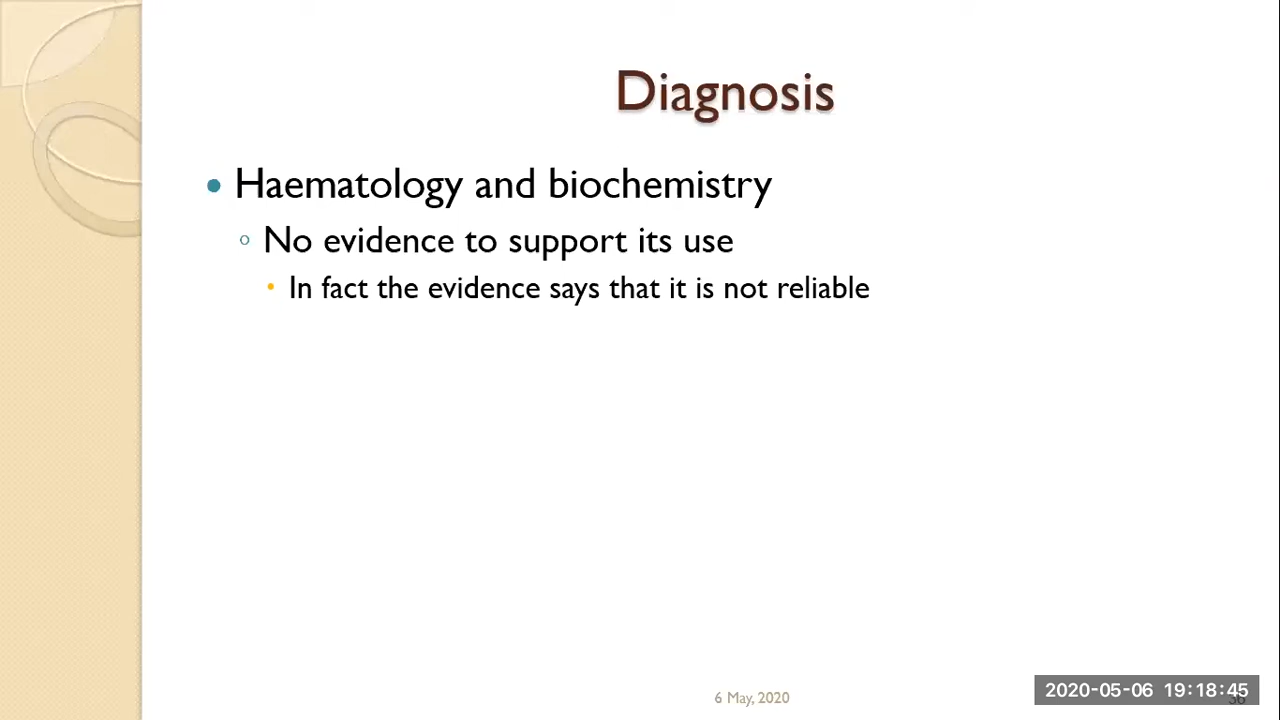 Diagnosis
Haematology and biochemistry
No evidence to support its use
In fact the evidence says that it is not reliable
6 May, 2020
2020-05-06 19:18:45